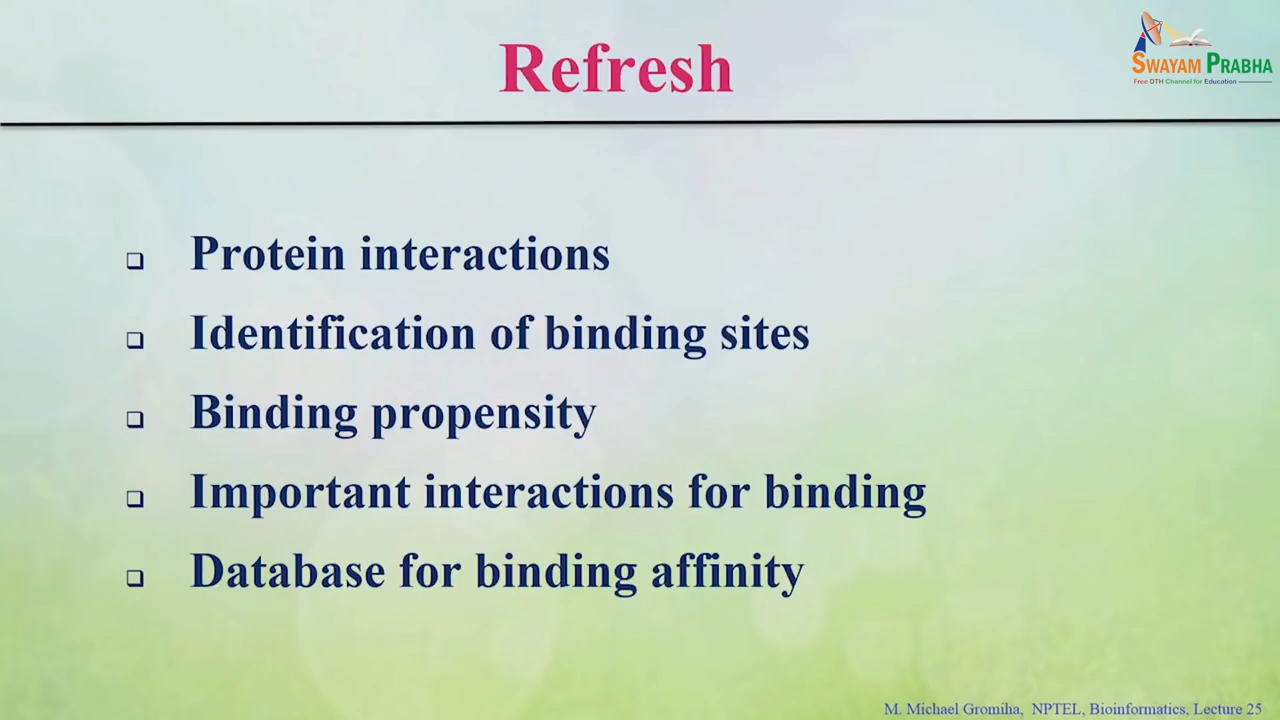 Refresh
SWAYAM PRABHA
Free DTH Channel for Education
❑ Protein interactions
❑ Identification of binding sites
❑ Binding propensity
❑ Important interactions for binding
❑ Database for binding affinity
M. Michael Gromiha, NPTEL, Bioinformatics, Lecture 25